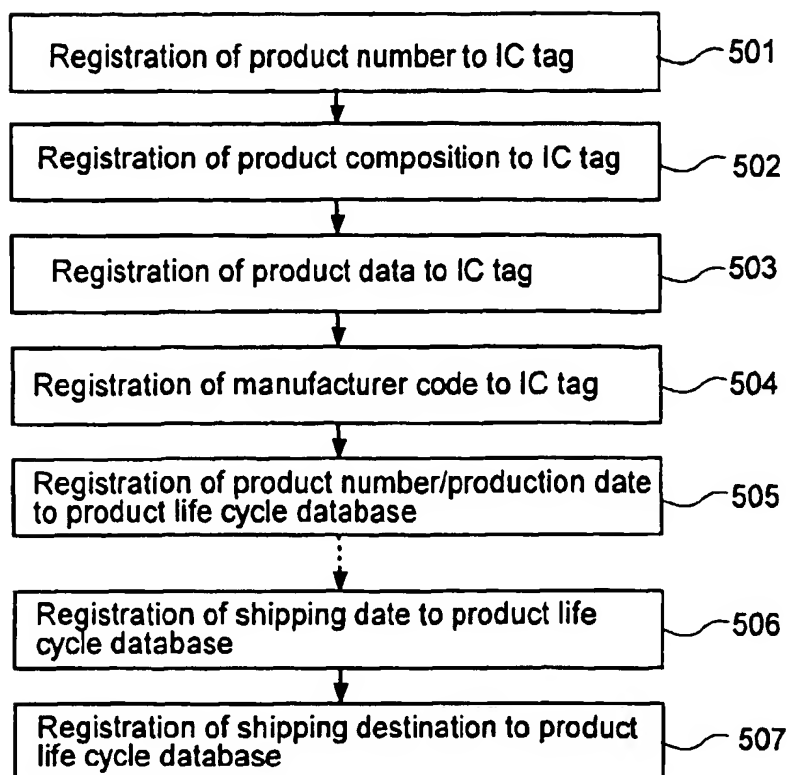 Registration of product number to IC tag
501
Registration of product composition to IC tag
502
Registration of product data to IC tag
503
Registration of manufacturer code to IC tag
504
Registration of product number/production date
to product life cycle database
505
Registration of shipping date to product life
cycle database
506
Registration of shipping destination to product
life cycle database
507